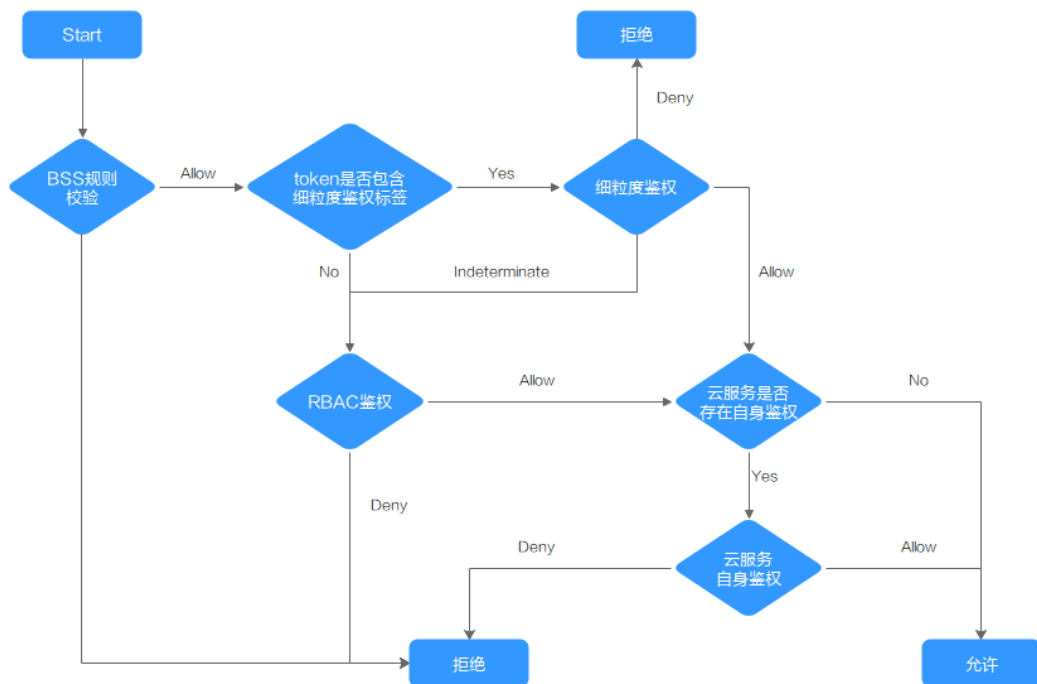 Start
拒绝
Deny
BSS规则
校验
Allow
token是否包含
细粒度鉴权标签
Yes
细粒度鉴权
No
Indeterminate
Allow
RBAC鉴权
Allow
云服务是否
存在自身鉴权
No
Deny
Yes
Deny
云服务
自身鉴权
Allow
拒绝
允许